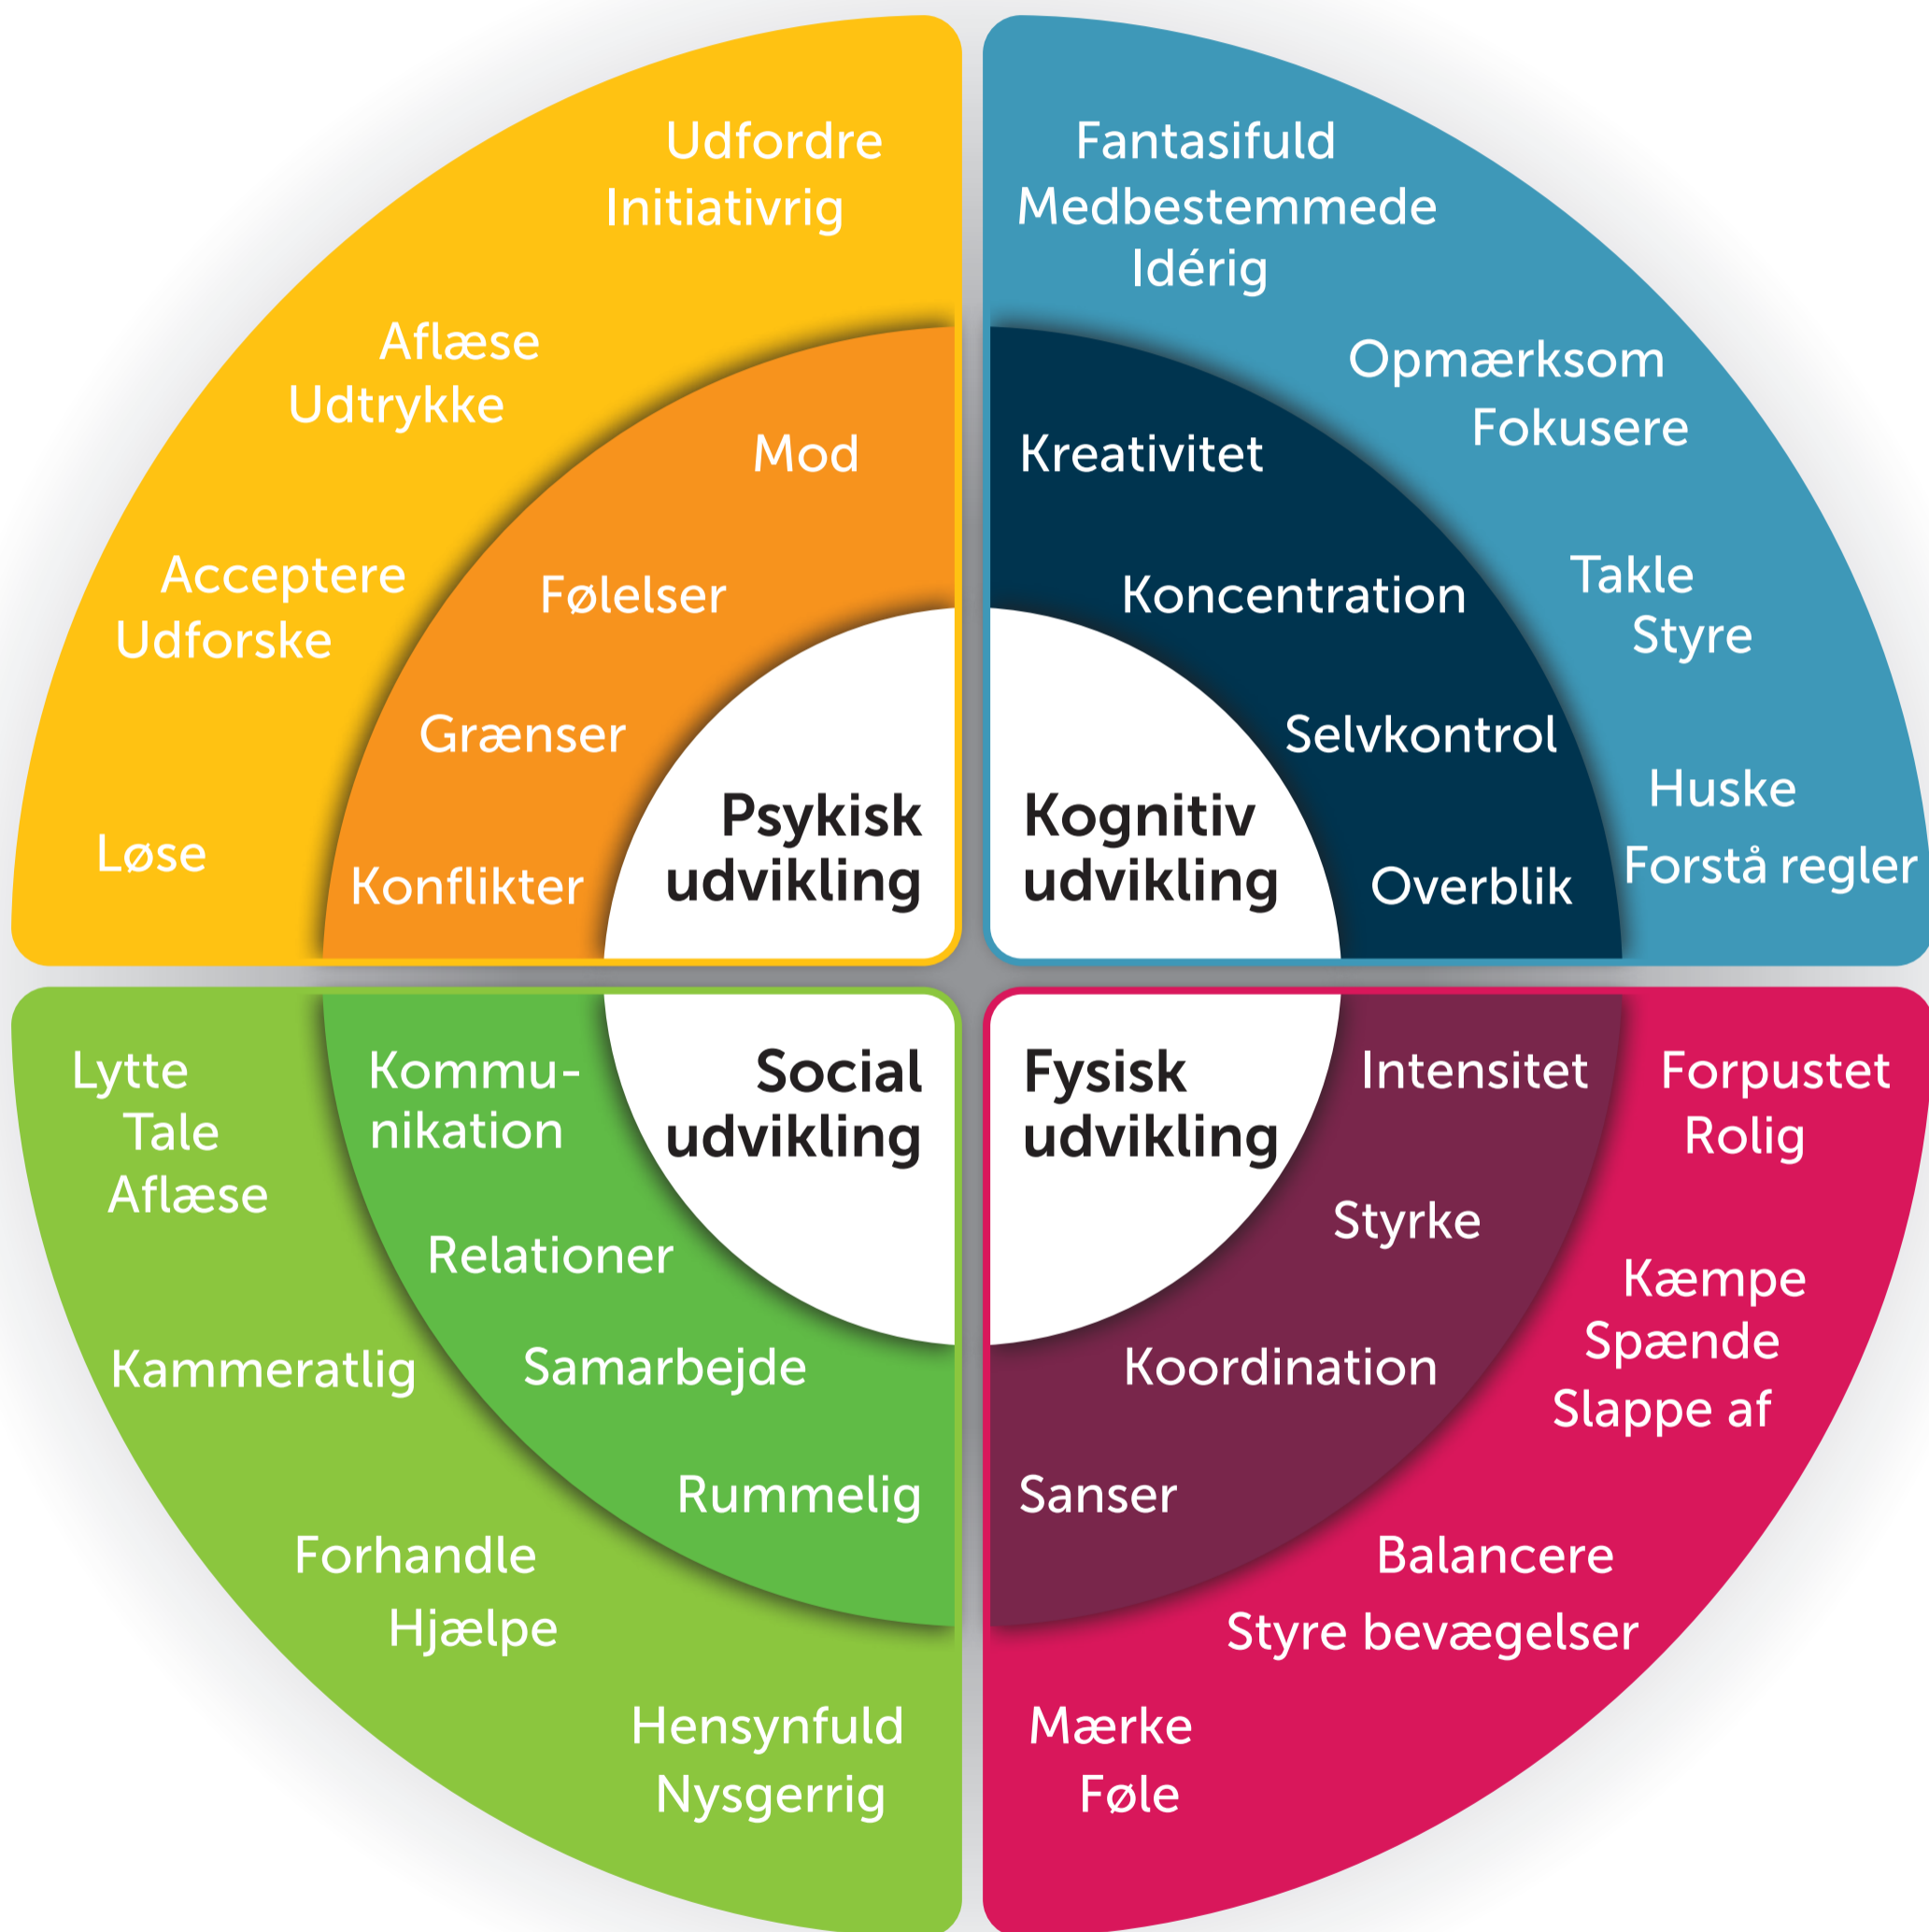 Udfordre
Initiativrig
Aflæse
Udtrykke
Acceptere
Udforske
Løse
Mod
Følelser
Grænser
Konflikter
Psykisk
udvikling
Fantasifuld
Medbestemmede
Idérig
Opmærksom
Fokusere
Takle
Styre
Huske
Forstå regler
Kreativitet
Koncentration
Selvkontrol
Overblik
Kognitiv
udvikling
Lytte
Tale
Aflæse
Kammeratlig
Forhandle
Hjælpe
Hensynfuld
Nysgerrig
Kommu-
nikation
Relationer
Samarbejde
Rummelig
Social
udvikling
Fysisk
udvikling
Intensitet
Styrke
Koordination
Sanser
Forpustet
Rolig
Kæmpe
Spænde
Slappe af
Balancere
Styre bevægelser
Mærke
Føle